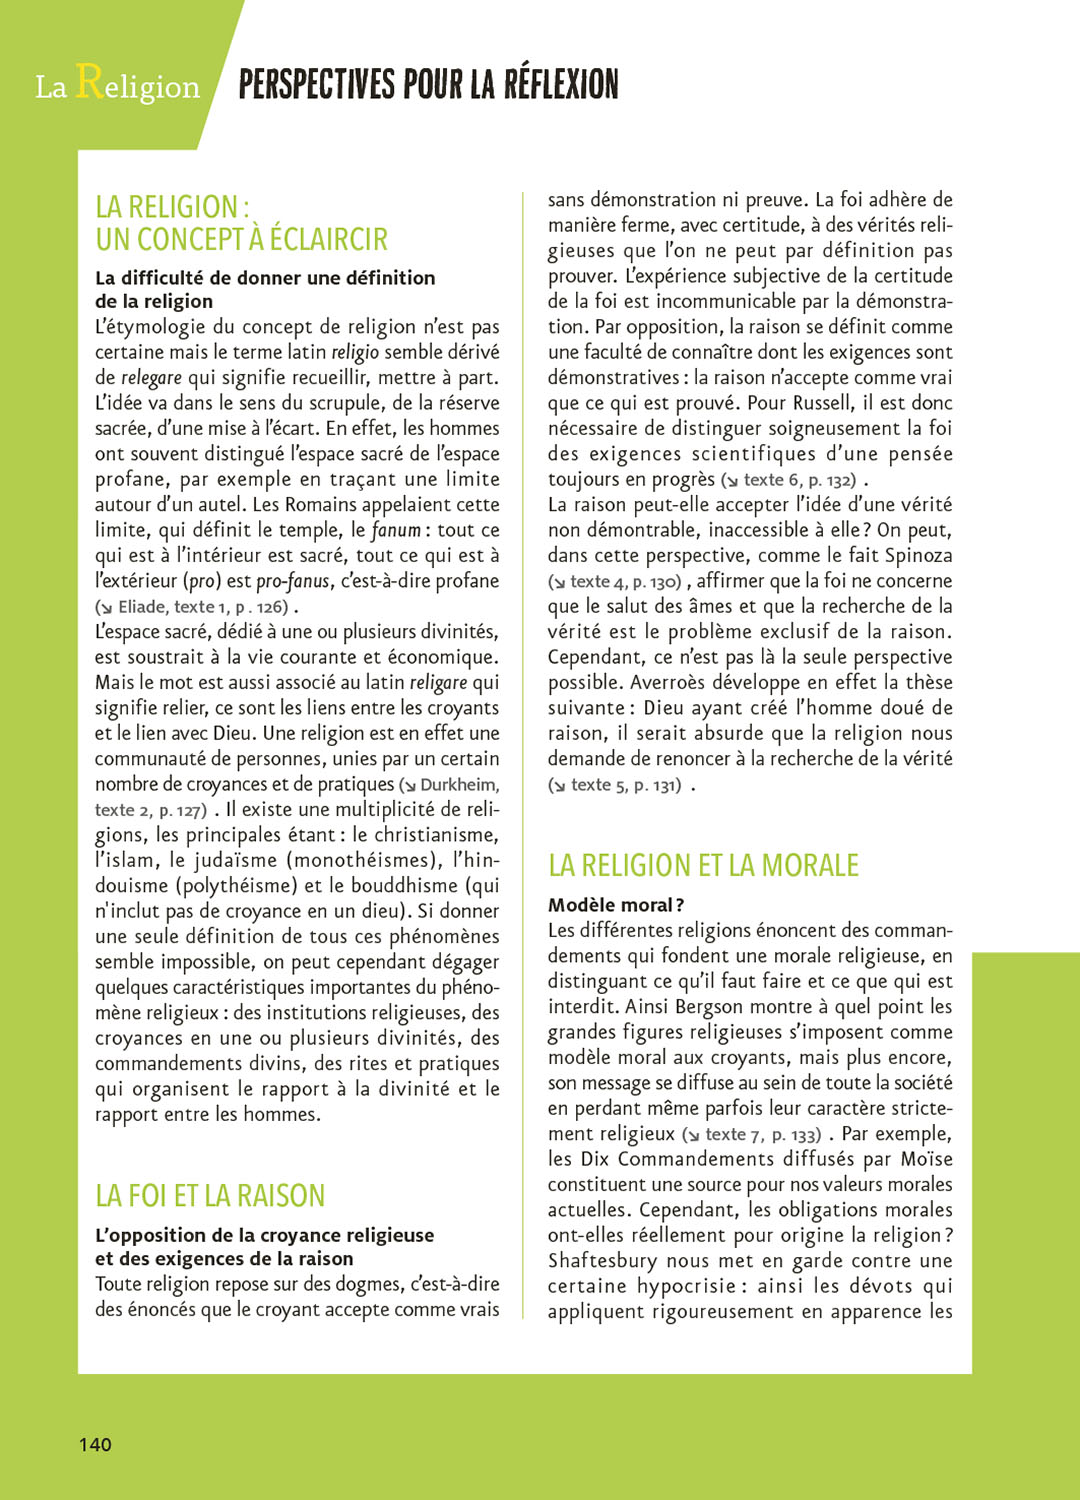 La Religion
PERSPECTIVES POUR LA RÉFLEXION
LA RELIGION :
UN CONCEPT À ÉCLAIRCIR
La difficulté de donner une définition
de la religion
L’étymologie du concept de religion n’est pas
certaine mais le terme latin religio semble dérivé
de relegare qui signifie recueillir, mettre à part.
L’idée va dans le sens du scrupule, de la réserve
sacrée, d’une mise à l’écart. En effet, les hommes
ont souvent distingué l’espace sacré de l’espace
profane, par exemple en traçant une limite
autour d’un autel. Les Romains appelaient cette
limite, qui définit le temple, le fanum : tout ce
qui est à l’intérieur est sacré, tout ce qui est à
l’extérieur (pro) est pro-fanus, c’est-à-dire profane
(↘ Eliade, texte 1, p . 126) .
L’espace sacré, dédié à une ou plusieurs divinités,
est soustrait à la vie courante et économique.
Mais le mot est aussi associé au latin religare qui
signifie relier, ce sont les liens entre les croyants
et le lien avec Dieu. Une religion est en effet une
communauté de personnes, unies par un certain
nombre de croyances et de pratiques (↘ Durkheim,
texte 2, p. 127) . Il existe une multiplicité de reli-
gions, les principales étant : le christianisme,
l’islam, le judaïsme (monothéismes), l’hin-
douisme (polythéisme) et le bouddhisme (qui
n'inclut pas de croyance en un dieu). Si donner
une seule définition de tous ces phénomènes
semble impossible, on peut cependant dégager
quelques caractéristiques importantes du phéno-
mène religieux : des institutions religieuses, des
croyances en une ou plusieurs divinités, des
commandements divins, des rites et pratiques
qui organisent le rapport à la divinité et le
rapport entre les hommes.
LA FOI ET LA RAISON
L’opposition de la croyance religieuse
et des exigences de la raison
Toute religion repose sur des dogmes, c’est-à-dire
des énoncés que le croyant accepte comme vrais
sans démonstration ni preuve. La foi adhère de
manière ferme, avec certitude, à des vérités reli-
gieuses que l’on ne peut par définition pas
prouver. L’expérience subjective de la certitude
de la foi est incommunicable par la démonstra-
tion. Par opposition, la raison se définit comme
une faculté de connaître dont les exigences sont
démonstratives : la raison n’accepte comme vrai
que ce qui est prouvé. Pour Russell, il est donc
nécessaire de distinguer soigneusement la foi
des exigences scientifiques d’une pensée
toujours en progrès (↘ texte 6, p. 132) .
La raison peut-elle accepter l’idée d’une vérité
non démontrable, inaccessible à elle ? On peut,
dans cette perspective, comme le fait Spinoza
(↘ texte 4, p. 130) , affirmer que la foi ne concerne
que le salut des âmes et que la recherche de la
vérité est le problème exclusif de la raison.
Cependant, ce n’est pas là la seule perspective
possible. Averroès développe en effet la thèse
suivante : Dieu ayant créé l’homme doué de
raison, il serait absurde que la religion nous
demande de renoncer à la recherche de la vérité
(↘ texte 5, p. 131) .
LA RELIGION ET LA MORALE
Modèle moral ?
Les différentes religions énoncent des comman-
dements qui fondent une morale religieuse, en
distinguant ce qu’il faut faire et ce que qui est
interdit. Ainsi Bergson montre à quel point les
grandes figures religieuses s’imposent comme
modèle moral aux croyants, mais plus encore,
son message se diffuse au sein de toute la société
en perdant même parfois leur caractère stricte-
ment religieux (↘ texte 7, p. 133) . Par exemple,
les Dix Commandements diffusés par Moïse
constituent une source pour nos valeurs morales
actuelles. Cependant, les obligations morales
ont-elles réellement pour origine la religion ?
Shaftesbury nous met en garde contre une
certaine hypocrisie : ainsi les dévots qui
appliquent rigoureusement en apparence les
140